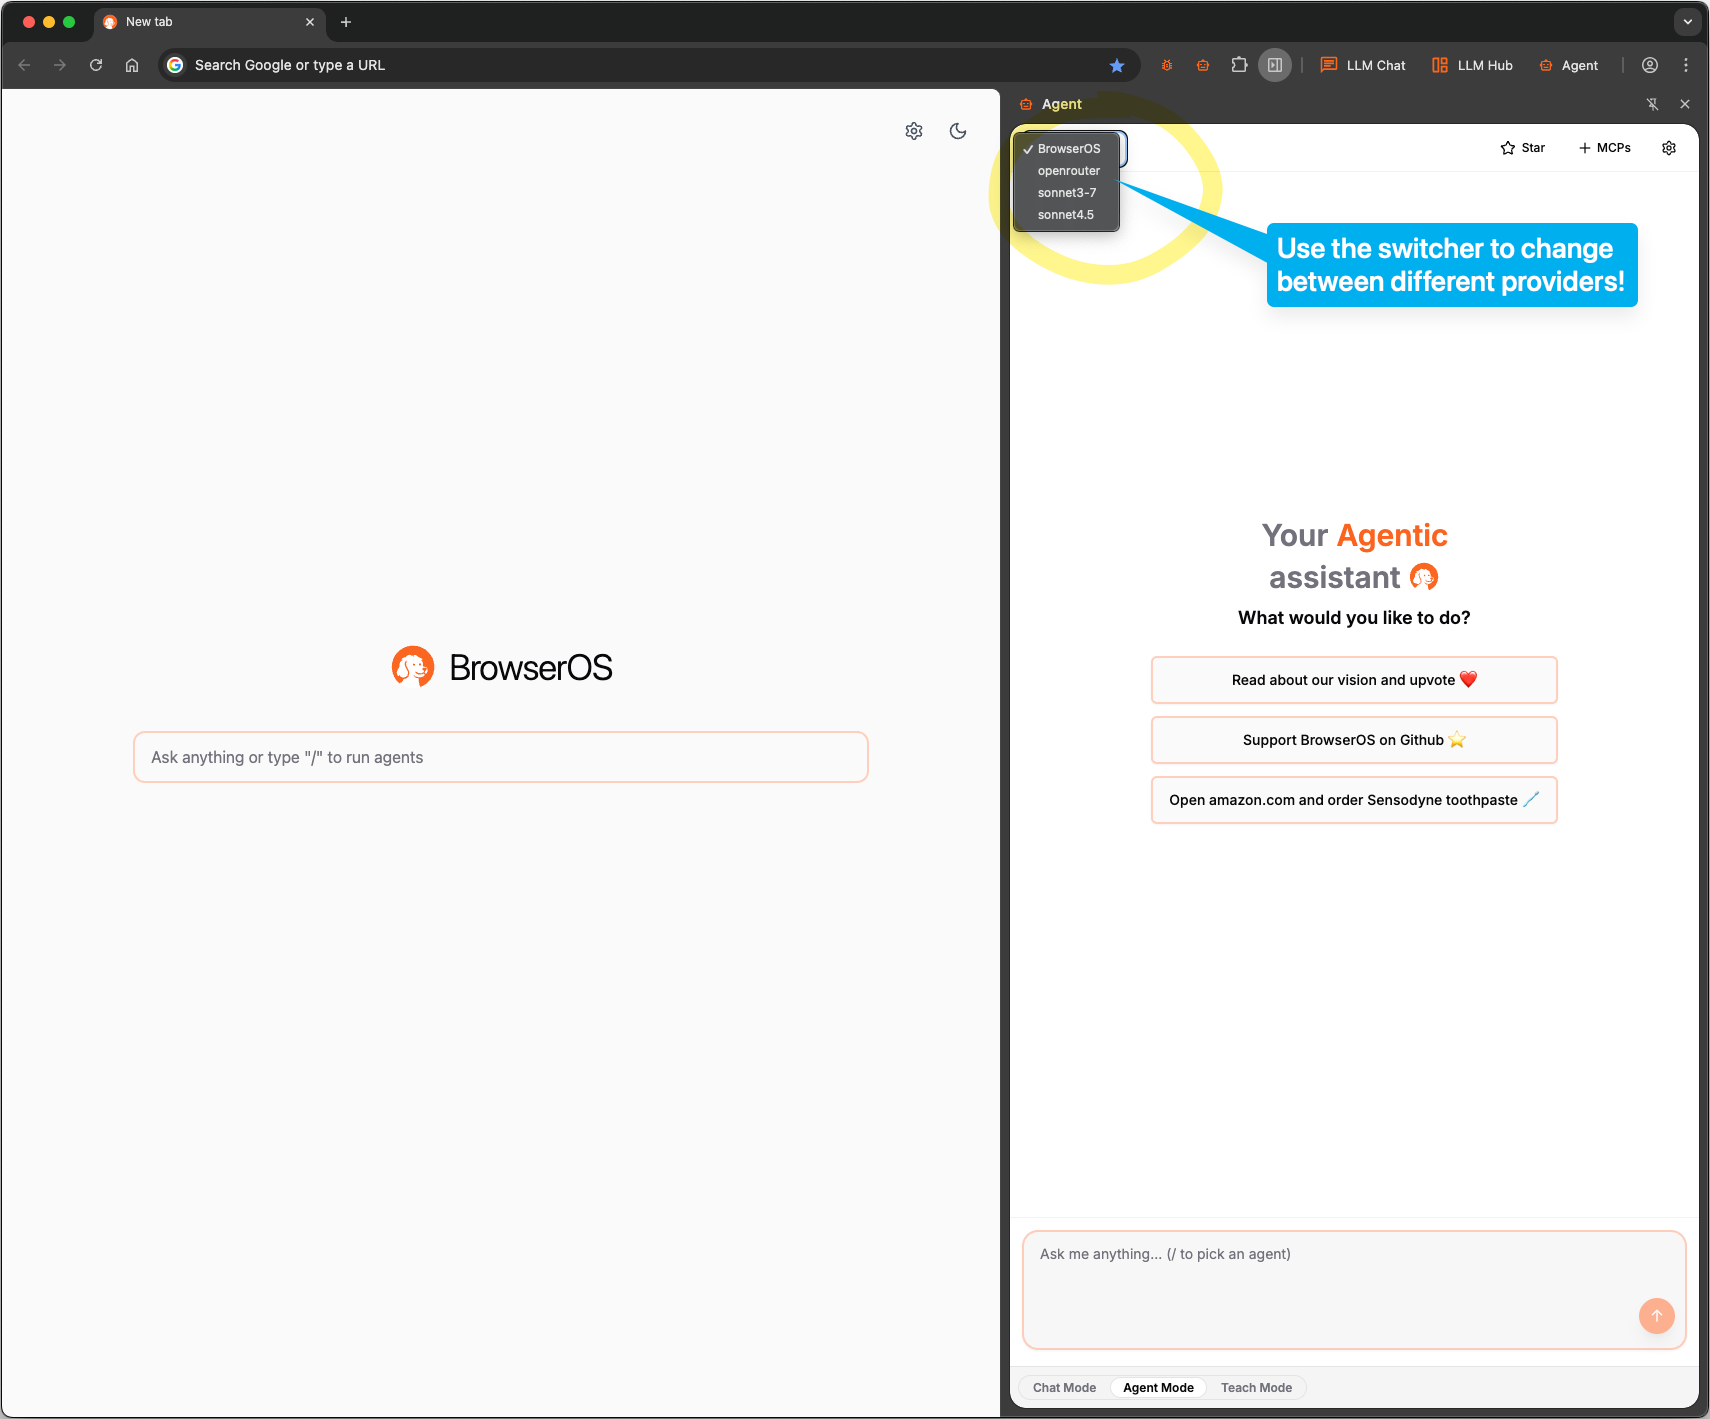 New tab
Search Google or type a URL
LLM Chat
LLM Hub
Agent
Agent
BrowserOS
openrouter
sonnet3-7
sonnet4.5
Star
MCPs
Use the switcher to change
between different providers!
BrowserOS
Ask anything or type "/" to run agents
Your Agentic
assistant
What would you like to do?
Read about our vision and upvote ❤️
Support BrowserOS on Github ⭐
Open amazon.com and order Sensodyne toothpaste 🪥
Ask me anything... (/ to pick an agent)
Chat Mode
Agent Mode
Teach Mode